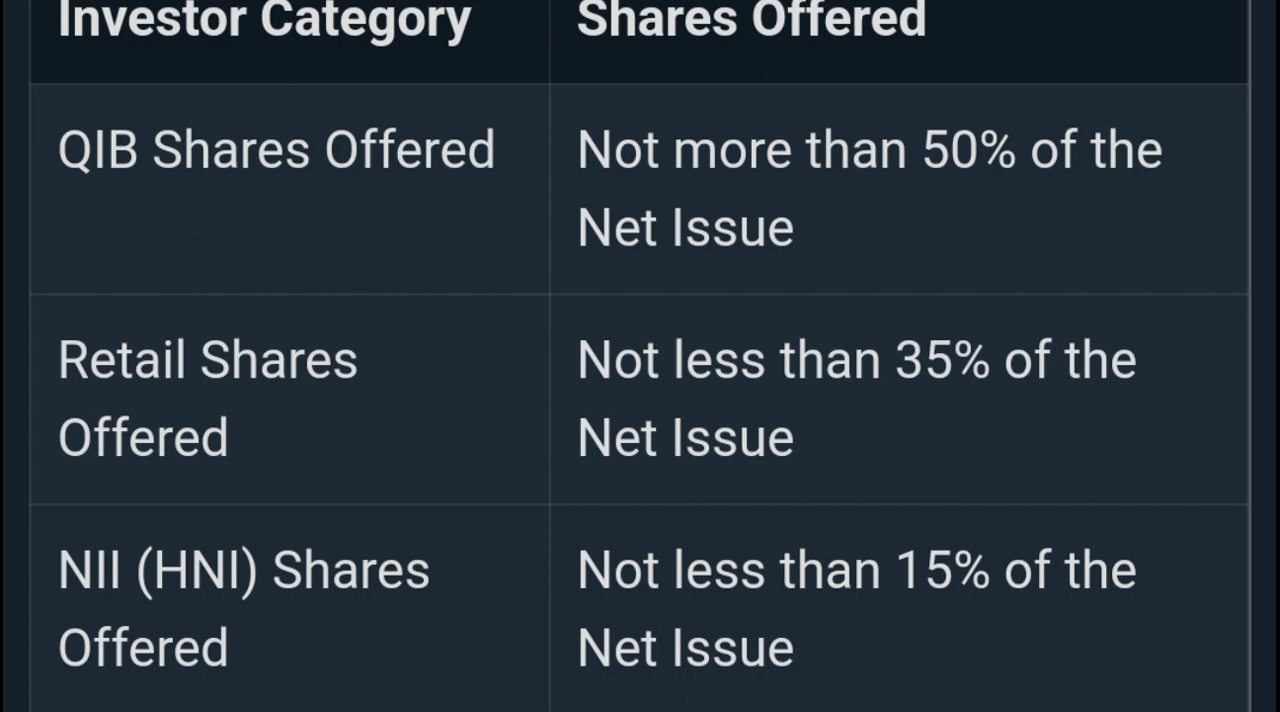 Investor Category
Shares Offered
QIB Shares Offered
Not more than 50% of the
Net Issue
Retail Shares
Offered
Not less than 35% of the
Net Issue
NII (HNI) Shares
Offered
Not less than 15% of the
Net Issue